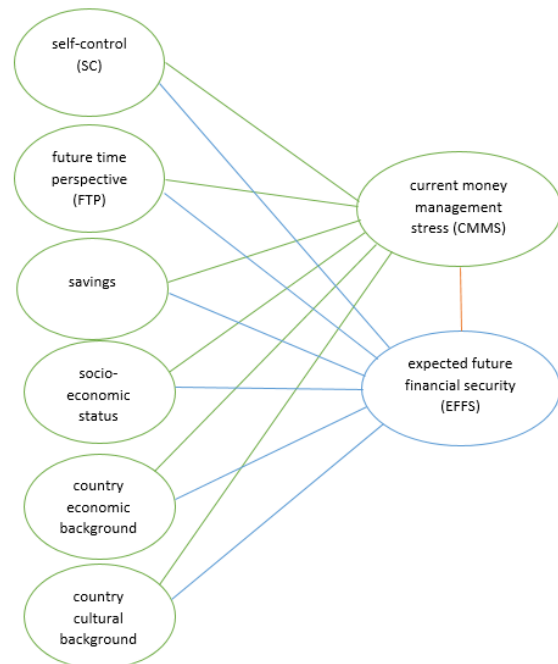 self-control
(SC)
future time
perspective
(FTP)
savings
socio-
economic
status
country
economic
background
country
cultural
background
current money
management
stress (CMMS)
expected future
financial security
(EFFS)